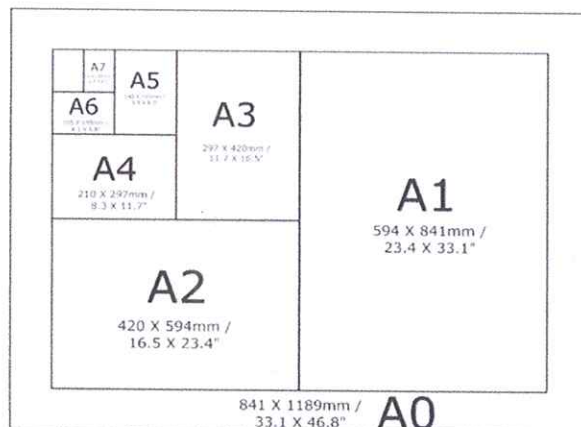 A7
A5
A6
A3
297 X 420mm /
11.7 X 16.5"
A4
210 X 297mm /
8.3 X 11.7"
A1
594 X 841mm /
23.4 X 33.1"
A2
420 X 594mm /
16.5 X 23.4"
841 X 1189mm /
33.1 X 46.8"
A0